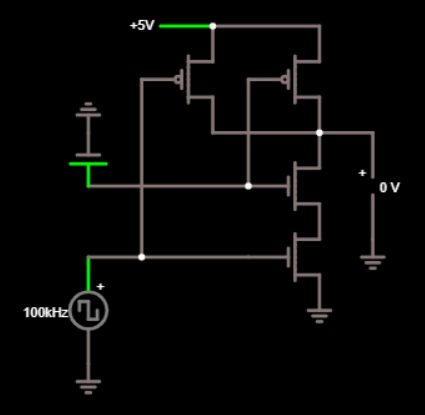 +5V
+
0 V
+
100kHz